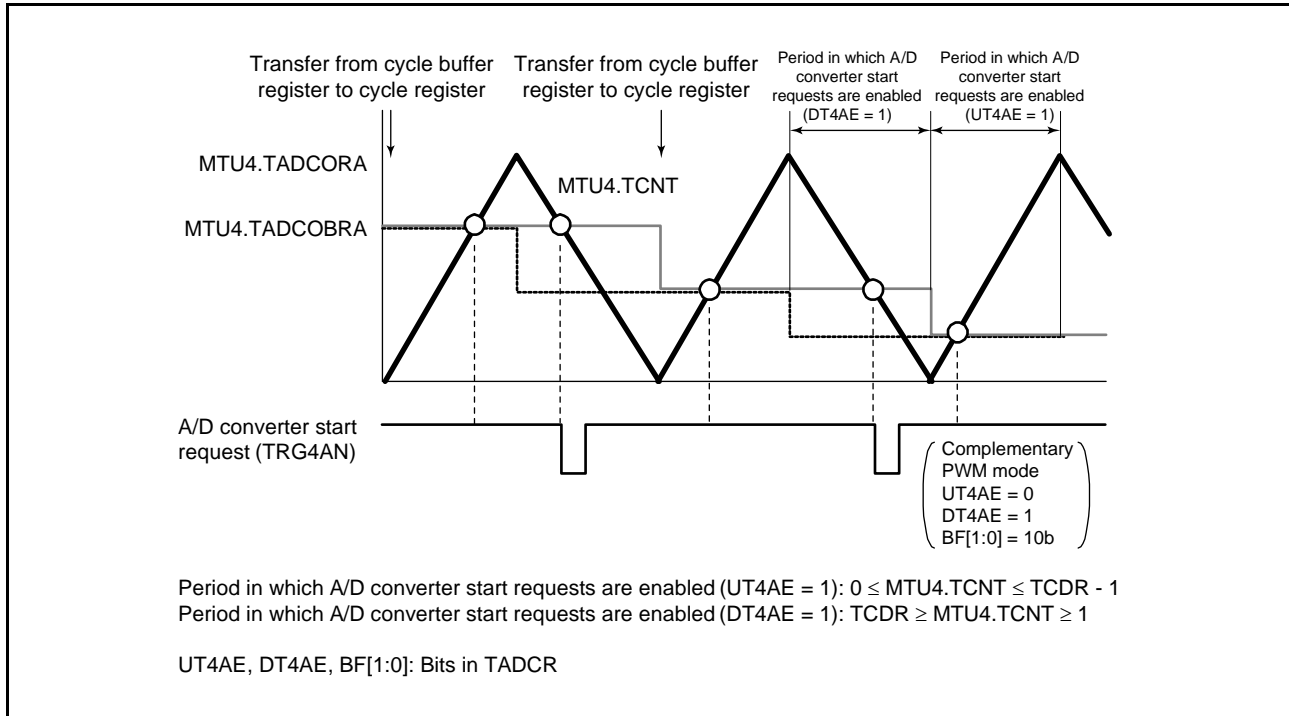 Transfer from cycle buffer
register to cycle register
Transfer from cycle buffer
register to cycle register
Period in which A/D
converter start
requests are enabled
(DT4AE = 1)
Period in which A/D
converter start
requests are enabled
(UT4AE = 1)
MTU4.TADCORA
MTU4.TCNT
MTU4.TADCOBRA
A/D converter start
request (TRG4AN)
Complementary
PWM mode
UT4AE = 0
DT4AE = 1
BF[1:0] = 10b
Period in which A/D converter start requests are enabled (UT4AE = 1): 0 ≤ MTU4.TCNT ≤ TCDR - 1
Period in which A/D converter start requests are enabled (DT4AE = 1): TCDR ≥ MTU4.TCNT ≥ 1
UT4AE, DT4AE, BF[1:0]: Bits in TADCR